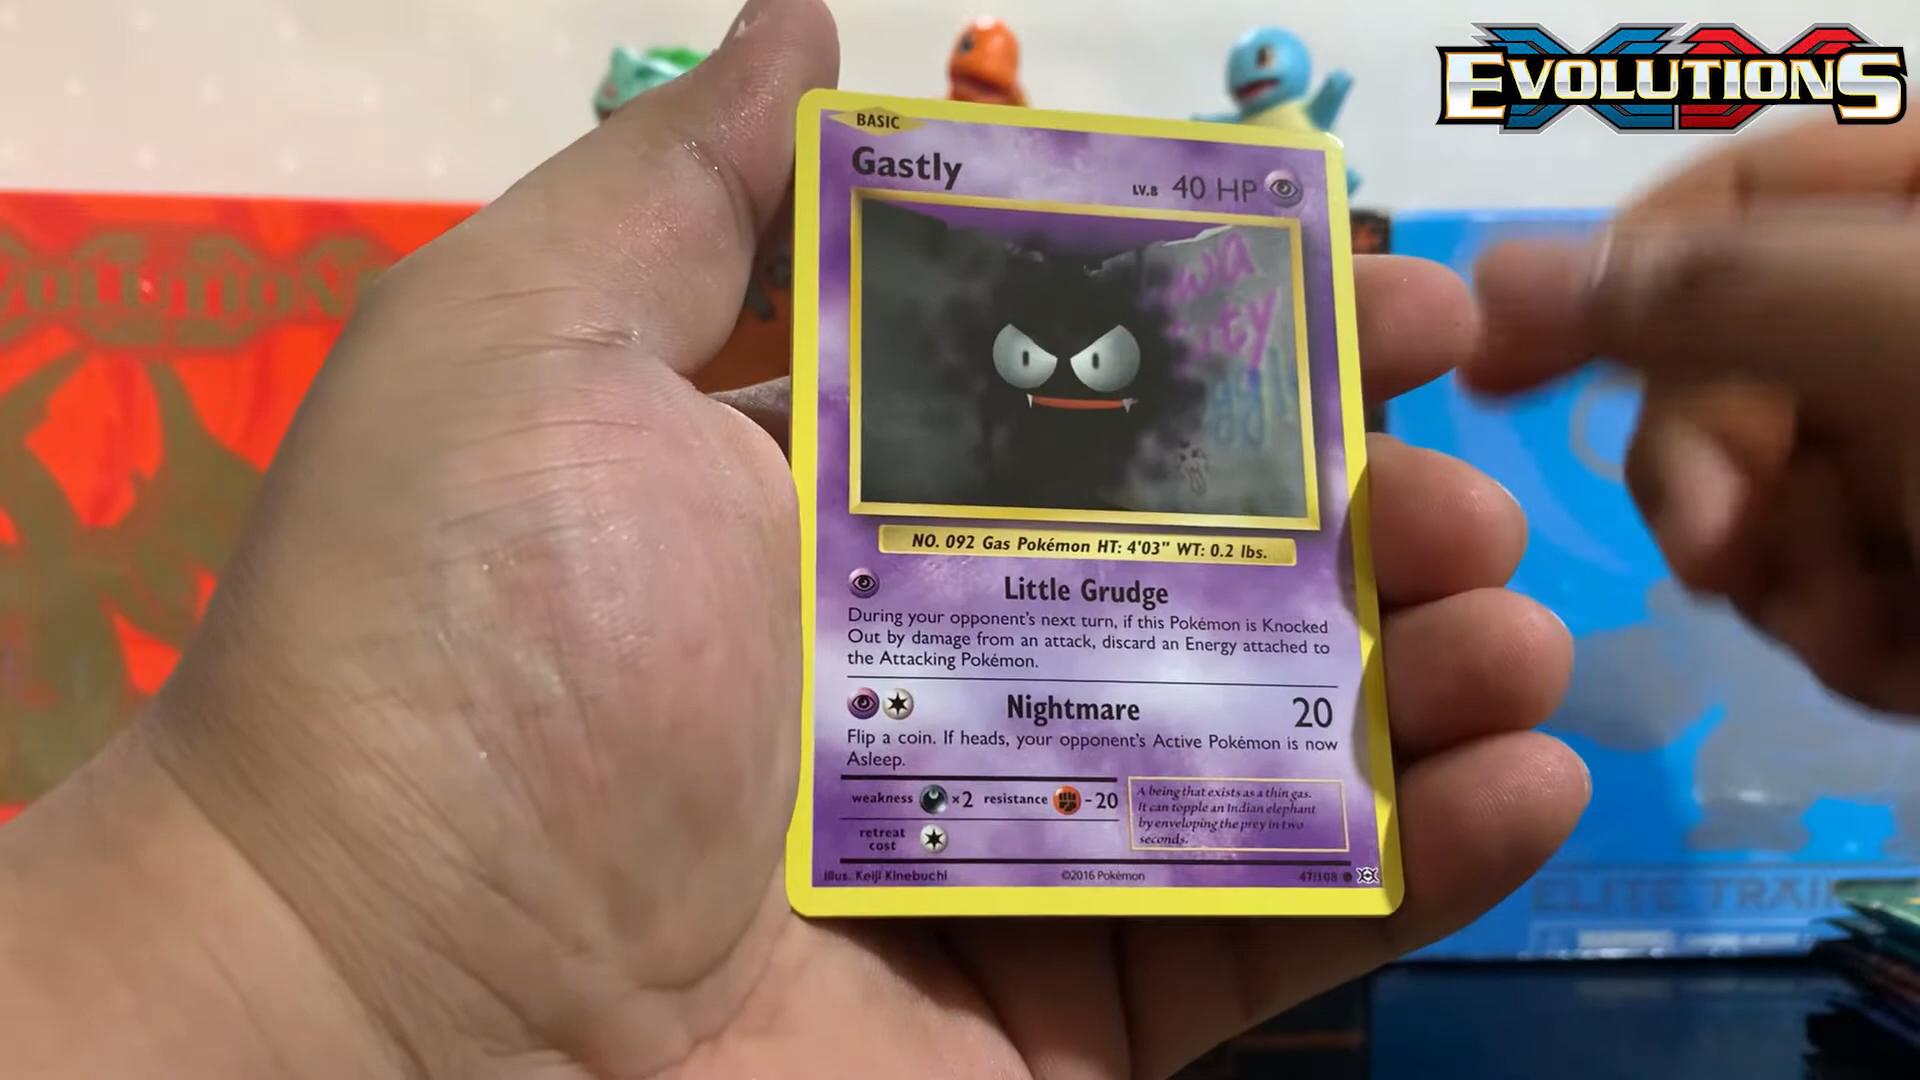 EVOLUTIONS
BASIC
Gastly
LV.8 40 HP
NO. 092 Gas Pokémon HT: 4'03" WT: 0.2 lbs.
Little Grudge
During your opponent's next turn, if this Pokémon is Knocked
Out by damage from an attack, discard an Energy attached to
the Attacking Pokémon.
Nightmare 20
Flip a coin. If heads, your opponent's Active Pokémon is now
Asleep.
weakness ×2 resistance -20
retreat
cost
A being that exists as a thin gas.
It can topple an Indian elephant
by enveloping the prey in two
seconds.
Illus. Keiji Kinebuchi ©2016 Pokémon 47/108
EVOLUTIONS
ELITE